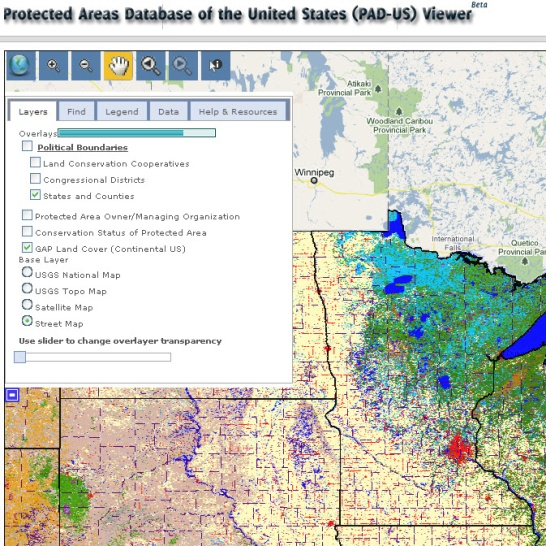 Protected Areas Database of the United States (PAD-US) Viewer Beta
Layers Find Legend Data Help & Resources
Overlays
Political Boundaries
Land Conservation Cooperatives
Congressional Districts
States and Counties
Protected Area Owner/Managing Organization
Conservation Status of Protected Area
GAP Land Cover (Continental US)
Base Layer
USGS National Map
USGS Topo Map
Satellite Map
Street Map
Use slider to change overlayer transparency
Atikaki
Provincial Park
Woodland Caribou
Provincial Park
Winnipeg
International
Falls
Quetico
Provincial Pa